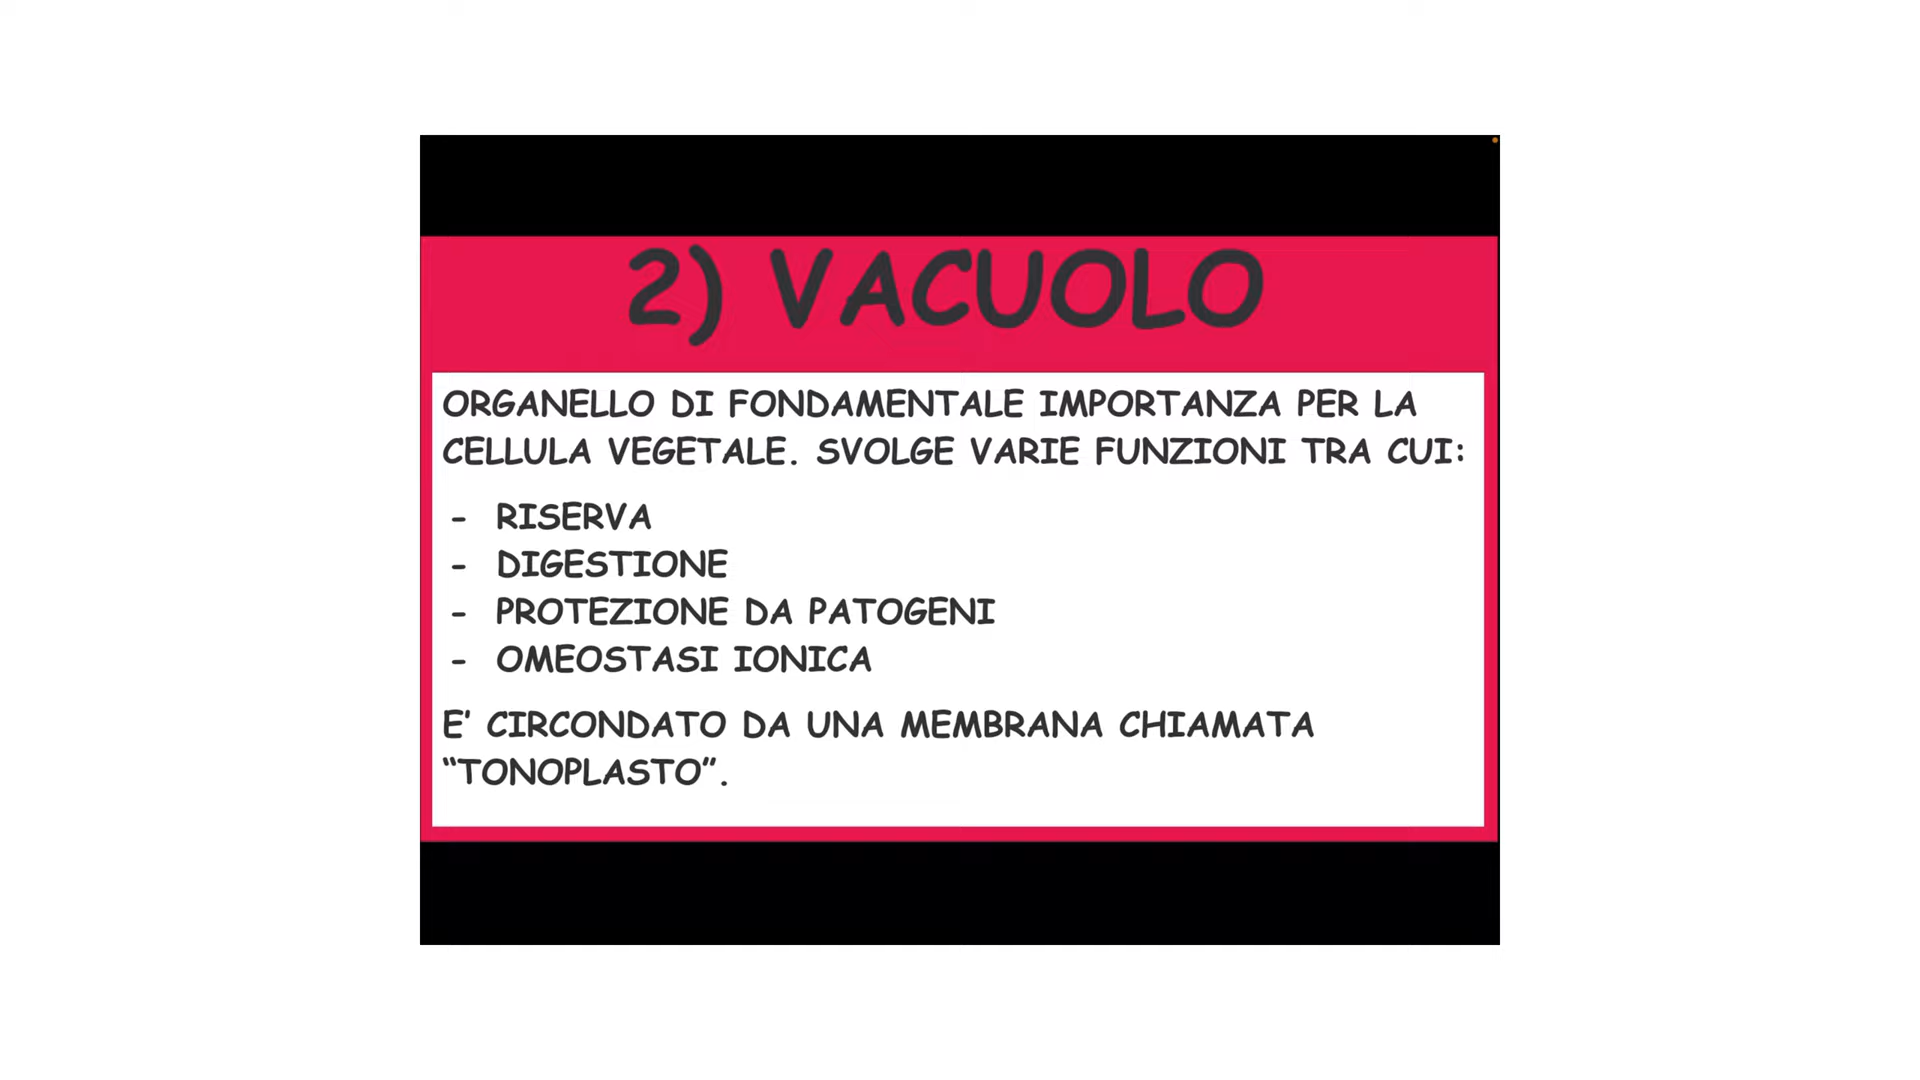 2) VACUOLO
ORGANELLO DI FONDAMENTALE IMPORTANZA PER LA
CELLULA VEGETALE. SVOLGE VARIE FUNZIONI TRA CUI:
- RISERVA
- DIGESTIONE
- PROTEZIONE DA PATOGENI
- OMEOSTASI IONICA
E' CIRCONDATO DA UNA MEMBRANA CHIAMATA
“TONOPLASTO”.